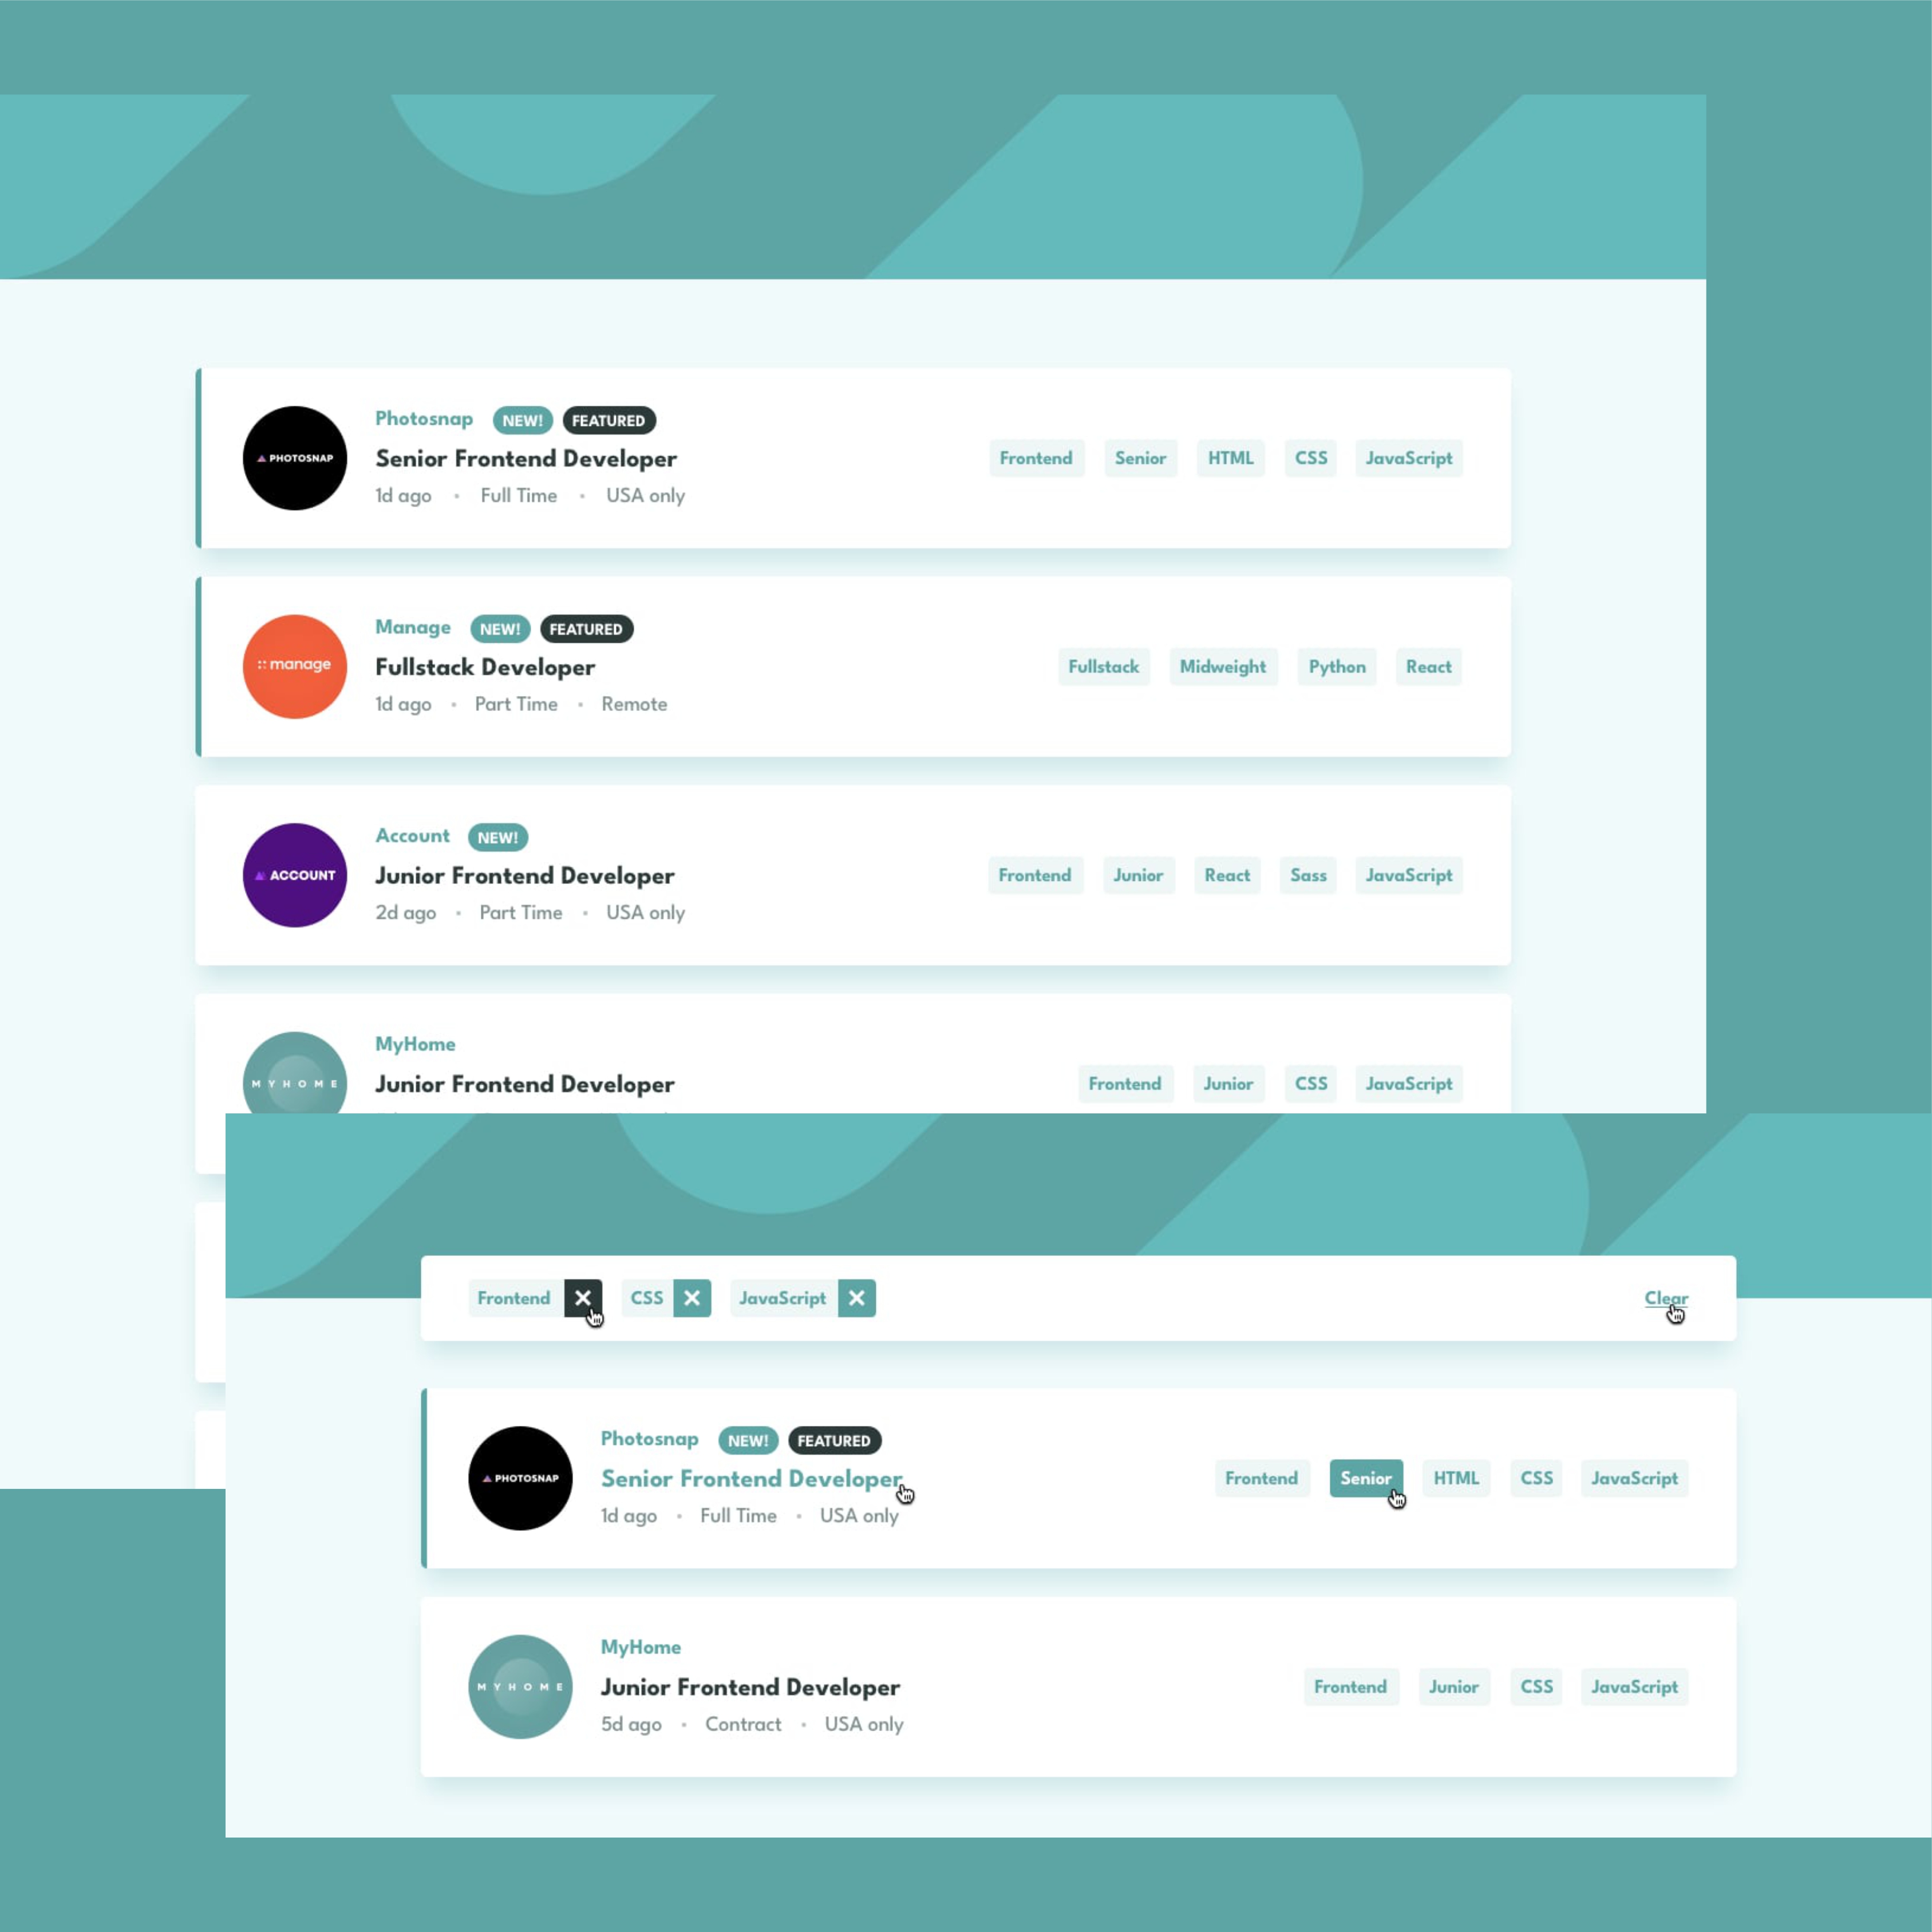 Photosnap NEW! FEATURED
PHOTOSNAP
Senior Frontend Developer
Frontend Senior HTML CSS JavaScript
1d ago • Full Time • USA only
Manage NEW! FEATURED
manage
Fullstack Developer
Fullstack Midweight Python React
1d ago • Part Time • Remote
Account NEW!
ACCOUNT
Junior Frontend Developer
Frontend Junior React Sass JavaScript
2d ago • Part Time • USA only
MyHome
MYHOME
Junior Frontend Developer
Frontend Junior CSS JavaScript
Frontend CSS JavaScript Clear
Photosnap NEW! FEATURED
PHOTOSNAP
Senior Frontend Developer
Frontend Senior HTML CSS JavaScript
1d ago • Full Time • USA only
MyHome
MYHOME
Junior Frontend Developer
Frontend Junior CSS JavaScript
5d ago • Contract • USA only